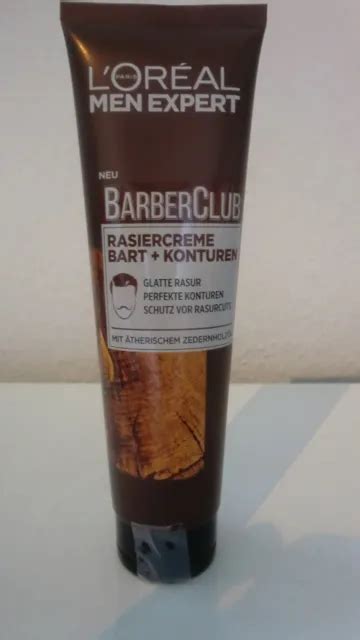 L'ORÉAL
PARIS
MEN EXPERT
NEU
BARBERCLUB
RASIERCREME
BART + KONTUREN
GLATTE RASUR
PERFEKTE KONTUREN
SCHUTZ VOR RASURCUTS
MIT ÄTHERISCHEM ZEDERNHOLZÖL